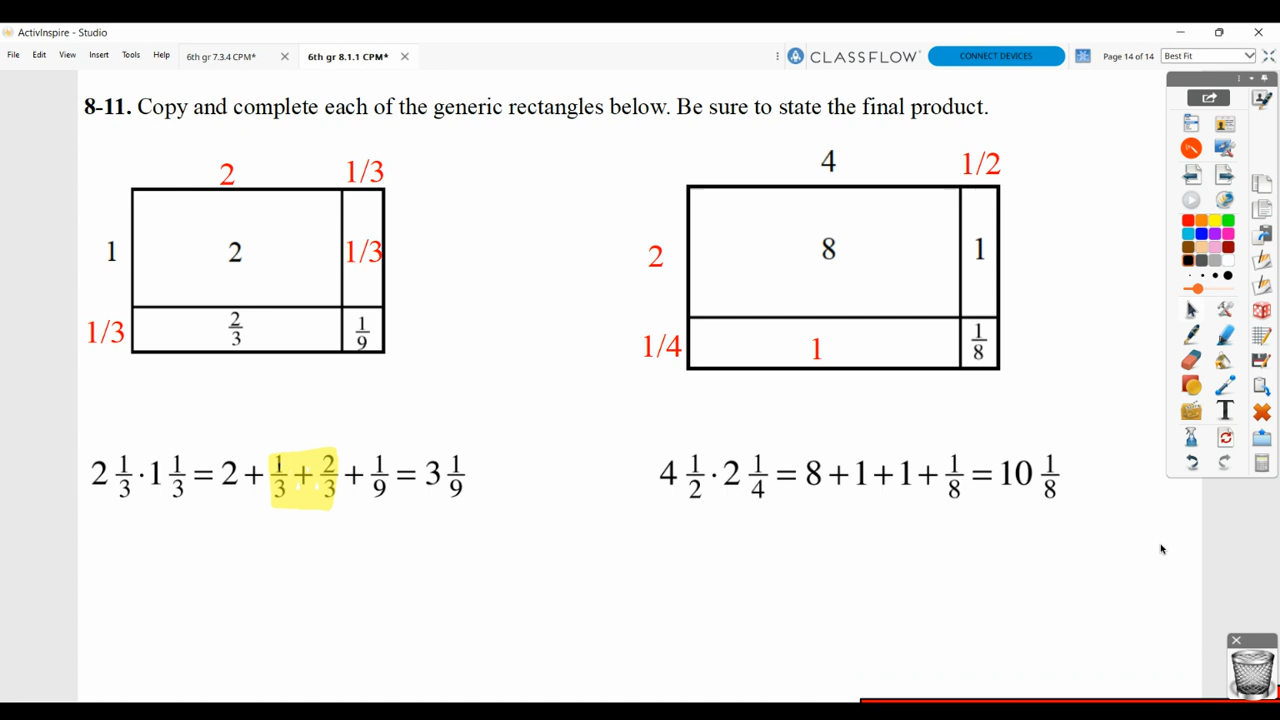 ActivInspire - Studio
File Edit View Insert Tools Help
6th gr 7.3.4 CPM*
6th gr 8.1.1 CPM*
CLASSFLOW
CONNECT DEVICES
Page 14 of 14
Best Fit
8-11. Copy and complete each of the generic rectangles below. Be sure to state the final product.
2 1/3
1 2 1/3
1/3 2/3 1/9
2 1/3 · 1 1/3 = 2 + 1/3 + 2/3 + 1/9 = 3 1/9
4 1/2
2 8 1
1/4 1 1/8
4 1/2 · 2 1/4 = 8 + 1 + 1 + 1/8 = 10 1/8
T